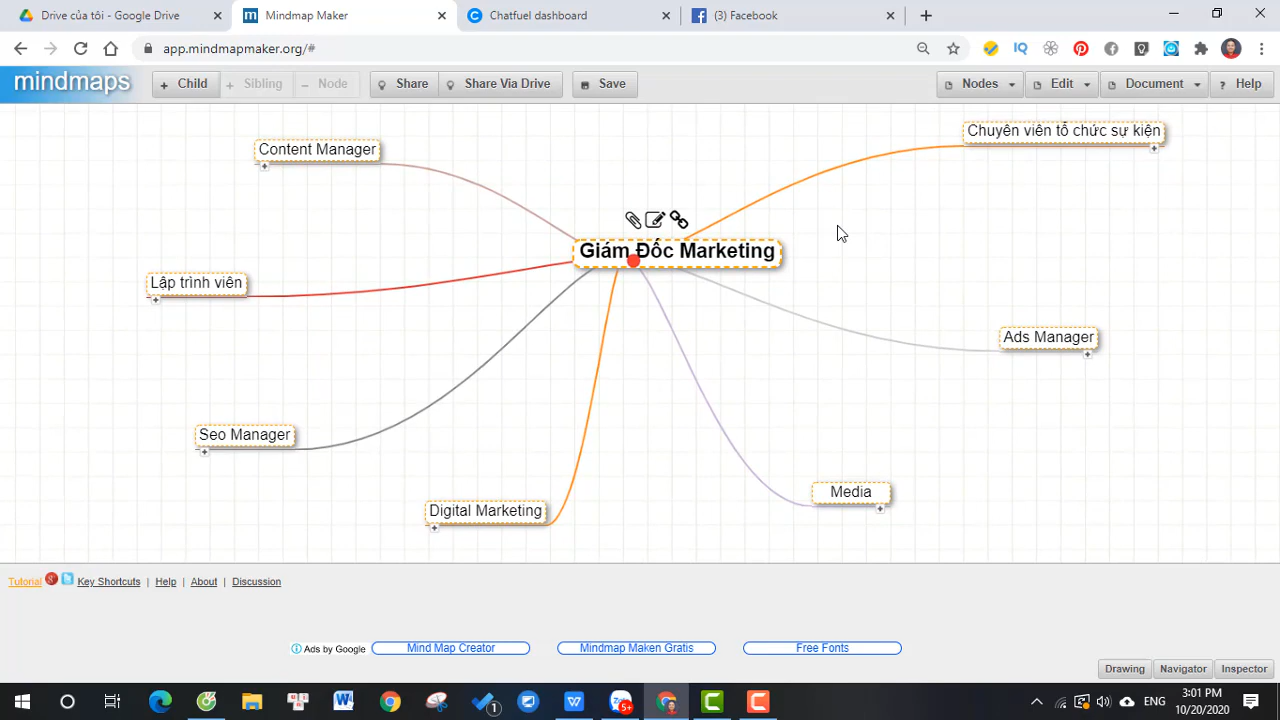 Drive của tôi - Google Drive
Mindmap Maker
Chatfuel dashboard
(3) Facebook
app.mindmapmaker.org/#
IQ
mindmaps
Child
Sibling
Node
Share
Share Via Drive
Save
Nodes
Edit
Document
? Help
Content Manager
Chuyên viên tổ chức sự kiện
Giám Đốc Marketing
Lập trình viên
Ads Manager
Seo Manager
Digital Marketing
Media
Tutorial
Key Shortcuts | Help | About | Discussion
Ads by Google
Mind Map Creator
Mindmap Maken Gratis
Free Fonts
Drawing
Navigator
Inspector
1
5+
ENG
3:01 PM
10/20/2020